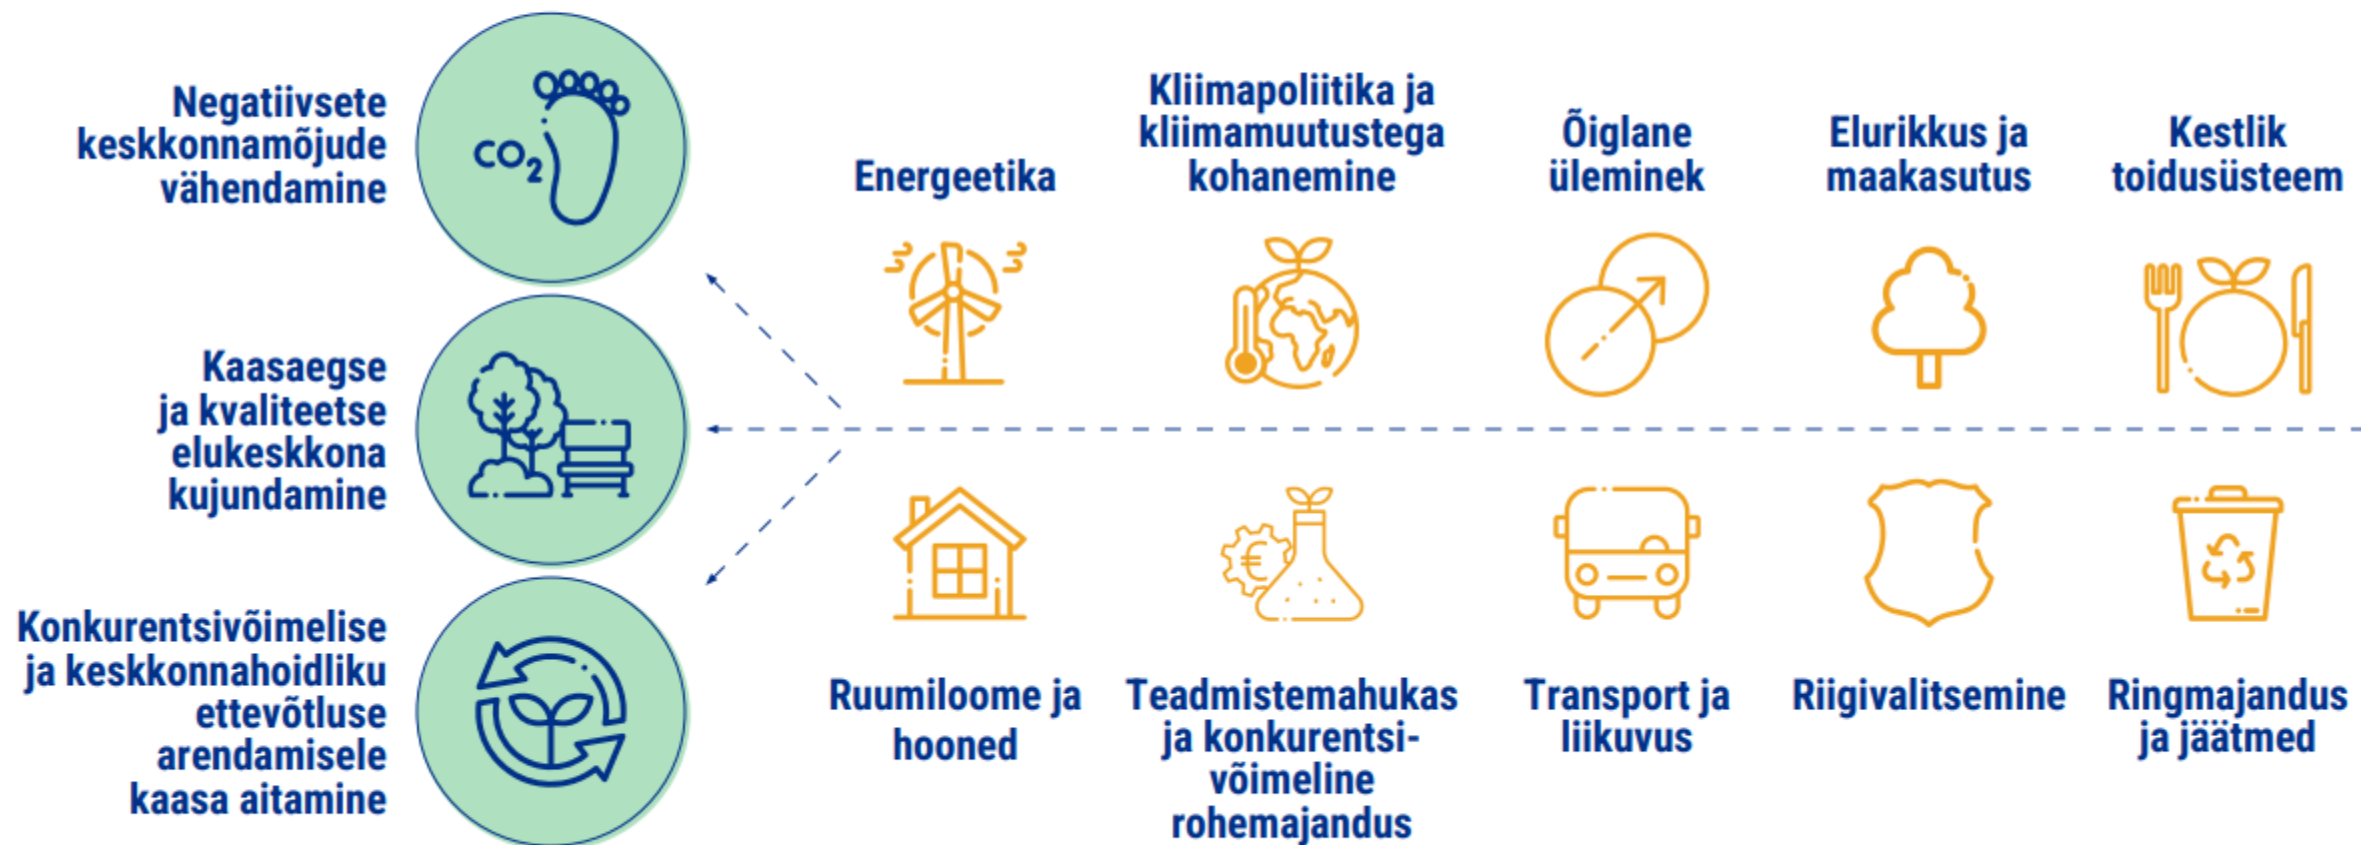 Negatiivsete
keskkonnamõjude
vähendamine
CO2
Kaasaegse
ja kvaliteetse
elukeskkona
kujundamine
Konkurentsivõimelise
ja keskkonnahoidliku
ettevõtluse
arendamisele
kaasa aitamine
Energeetika
Kliimapoliitika ja
kliimamuutustega
kohanemine
Õiglane
üleminek
Elurikkus ja
maakasutus
Kestlik
toidusüsteem
€
Ruumiloome ja
hooned
Teadmistemahukas
ja konkurentsi-
võimeline
rohemajandus
Transport ja
liikuvus
Riigivalitsemine
Ringmajandus
ja jäätmed